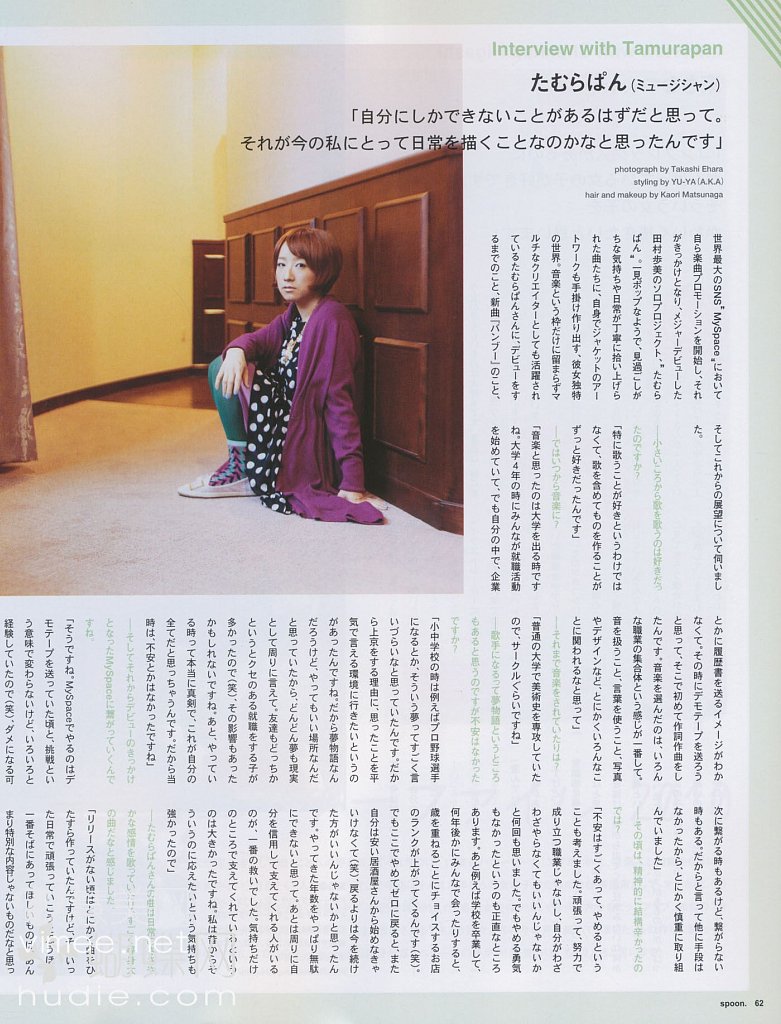 Interview with Tamurapan
たむらぱん（ミュージシャン）
「自分にしかできないことがあるはずだと思って。
それが今の私にとって日常を描くことなのかなと思ったんです」
photograph by Takashi Ehara
styling by YU-YA (A.K.A)
hair and makeup by Kaori Matsunaga
世界最大のSNS“MySpace”において
自ら楽曲プロモーションを開始し、それ
がきっかけとなり、メジャーデビューした
田村歩美のソロプロジェクト、“たむら
ぱん”。一見ポップなようで、見過ごしが
ちな気持ちや日常が丁寧に拾い上げら
れた曲たちに、自身でジャケットのアー
トワークも手掛け作り出す、彼女独特
の世界。音楽という枠だけに留まらずマ
ルチなクリエイターとしても活躍され
ているたむらぱんさんに、デビューをす
るまでのこと、新曲『バンブー』のこと、
そしてこれからの展望について伺いまし
た。
──小さいころから歌を歌うのは好きだっ
たのですか？
「特に歌うことが好きというわけでは
なくて、歌を含めてものを作ることが
ずっと好きだったんです」
──ではいつから音楽に？
「音楽と思ったのは大学を出る時です
ね。大学4年の時にみんなが就職活動
を始めていて、でも自分の中で、企業
とかに履歴書を送るイメージがわか
なくて。その時にデモテープを送ろう
と思って、そこで初めて作詞作曲をし
たんです。音楽を選んだのは、いろん
な職業の集合体という感じが一番して。
音を扱うこと、言葉を使うこと、写真
やデザインなど、とにかくいろんなこ
とに関われるなと思って」
──それまで音楽をされていたりは？
「普通の大学で美術史を専攻していた
ので、サークルくらいですね」
──歌手になるって夢物語というところ
もあると思うのですが不安はなかった
ですか？
「小中学校の時は例えばプロ野球選手
になるとか、そういう夢ってすごく言
いづらいなと思っていたんです。だか
ら上京をする理由に、思ったことを平
気で言える環境に行きたいというの
があったんですね。だから夢物語なん
だろうけど、やってもいい場所なんだ
と思っていたから、どんどん夢も現実
として周りに言えて。友達もどっちか
というとクセのある就職をする子が
多かったので（笑）、その影響もあった
かもしれないですね。あと、やってい
る時って本当に真剣で、これが自分の
全てだと思っちゃうんです。だから当
時は、不安とかはなかったですね」
──そしてそれからデビューのきっかけ
となったMySpaceに繋がっていくんで
すね。
「そうですね。“MySpace”でやるのはデ
モテープを送っていた頃と、挑戦とい
う意味で変わらないけど、いろいろと
経験していたので（笑）、ダメになる可
次に繋がる時もあるけど、繋がらない
時もある。だからと言って他に手段は
なかったから、とにかく慎重に取り組
んでいました」
──その頃は、精神的に結構辛かったの
では？
「不安はすごくあって、やめるという
ことも考えました。頑張って、努力で
成り立つ職業じゃないし、自分がわざ
わざやらなくてもいいんじゃないか
と何回も思いました。でもやめる勇気
もなかったというのも正直なところ
あります。あと例えば学校を卒業して、
何年後かにみんなで会ったりすると、
歳を重ねるごとにチョイスするお店
のランクが上がってくるんです（笑）。
でもここでやめてゼロに戻ると、また
自分は安い居酒屋さんから始めなきゃ
いけなくて（笑）、戻るよりは今を続け
た方がいいんじゃないかと思ったん
です。やってきた年数をやっぱり無駄
にできないと思って。あとは周りに自
分を信用して支えてくれる人がいる
のが、一番の救いでした。気持ちだけ
のところで支えてくれているという
のは大きかったですね。私は昔からそ
ういうのに応えたいという気持ちも
強かったので」
──たむらぱんさんの曲は日常の
かな感情を歌っていて、
の曲だなと感じました。
「リリースがない頃はとにかく曲をひ
たすら作っていたんですけど、
た日常で頑張っている
一番そばにあってほしいもの
まり特別な内容じゃないものだなと思っ
hudie.com
spoon. 62